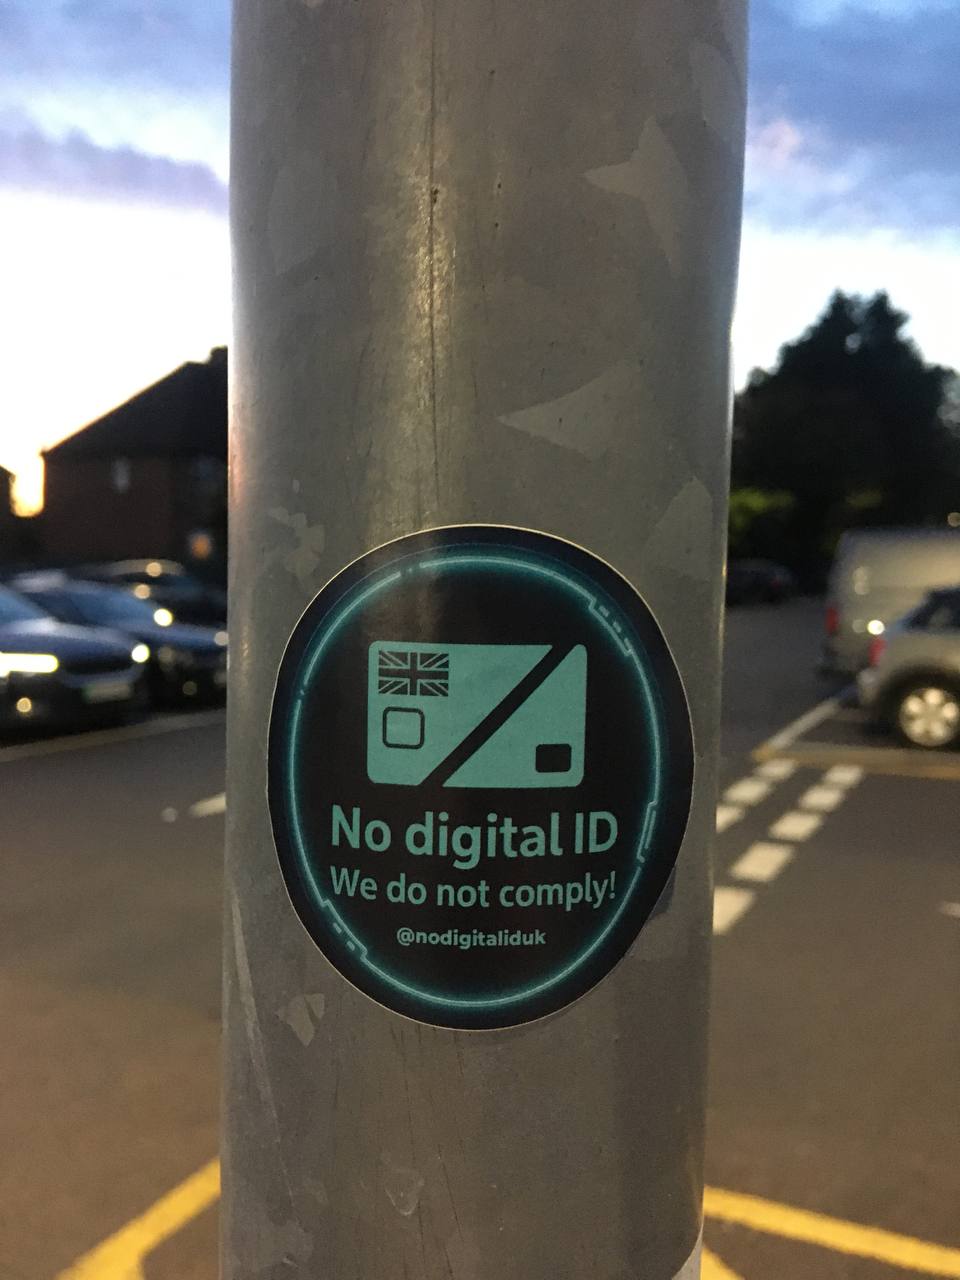 No digital ID
We do not comply!
@nodigitaliduk